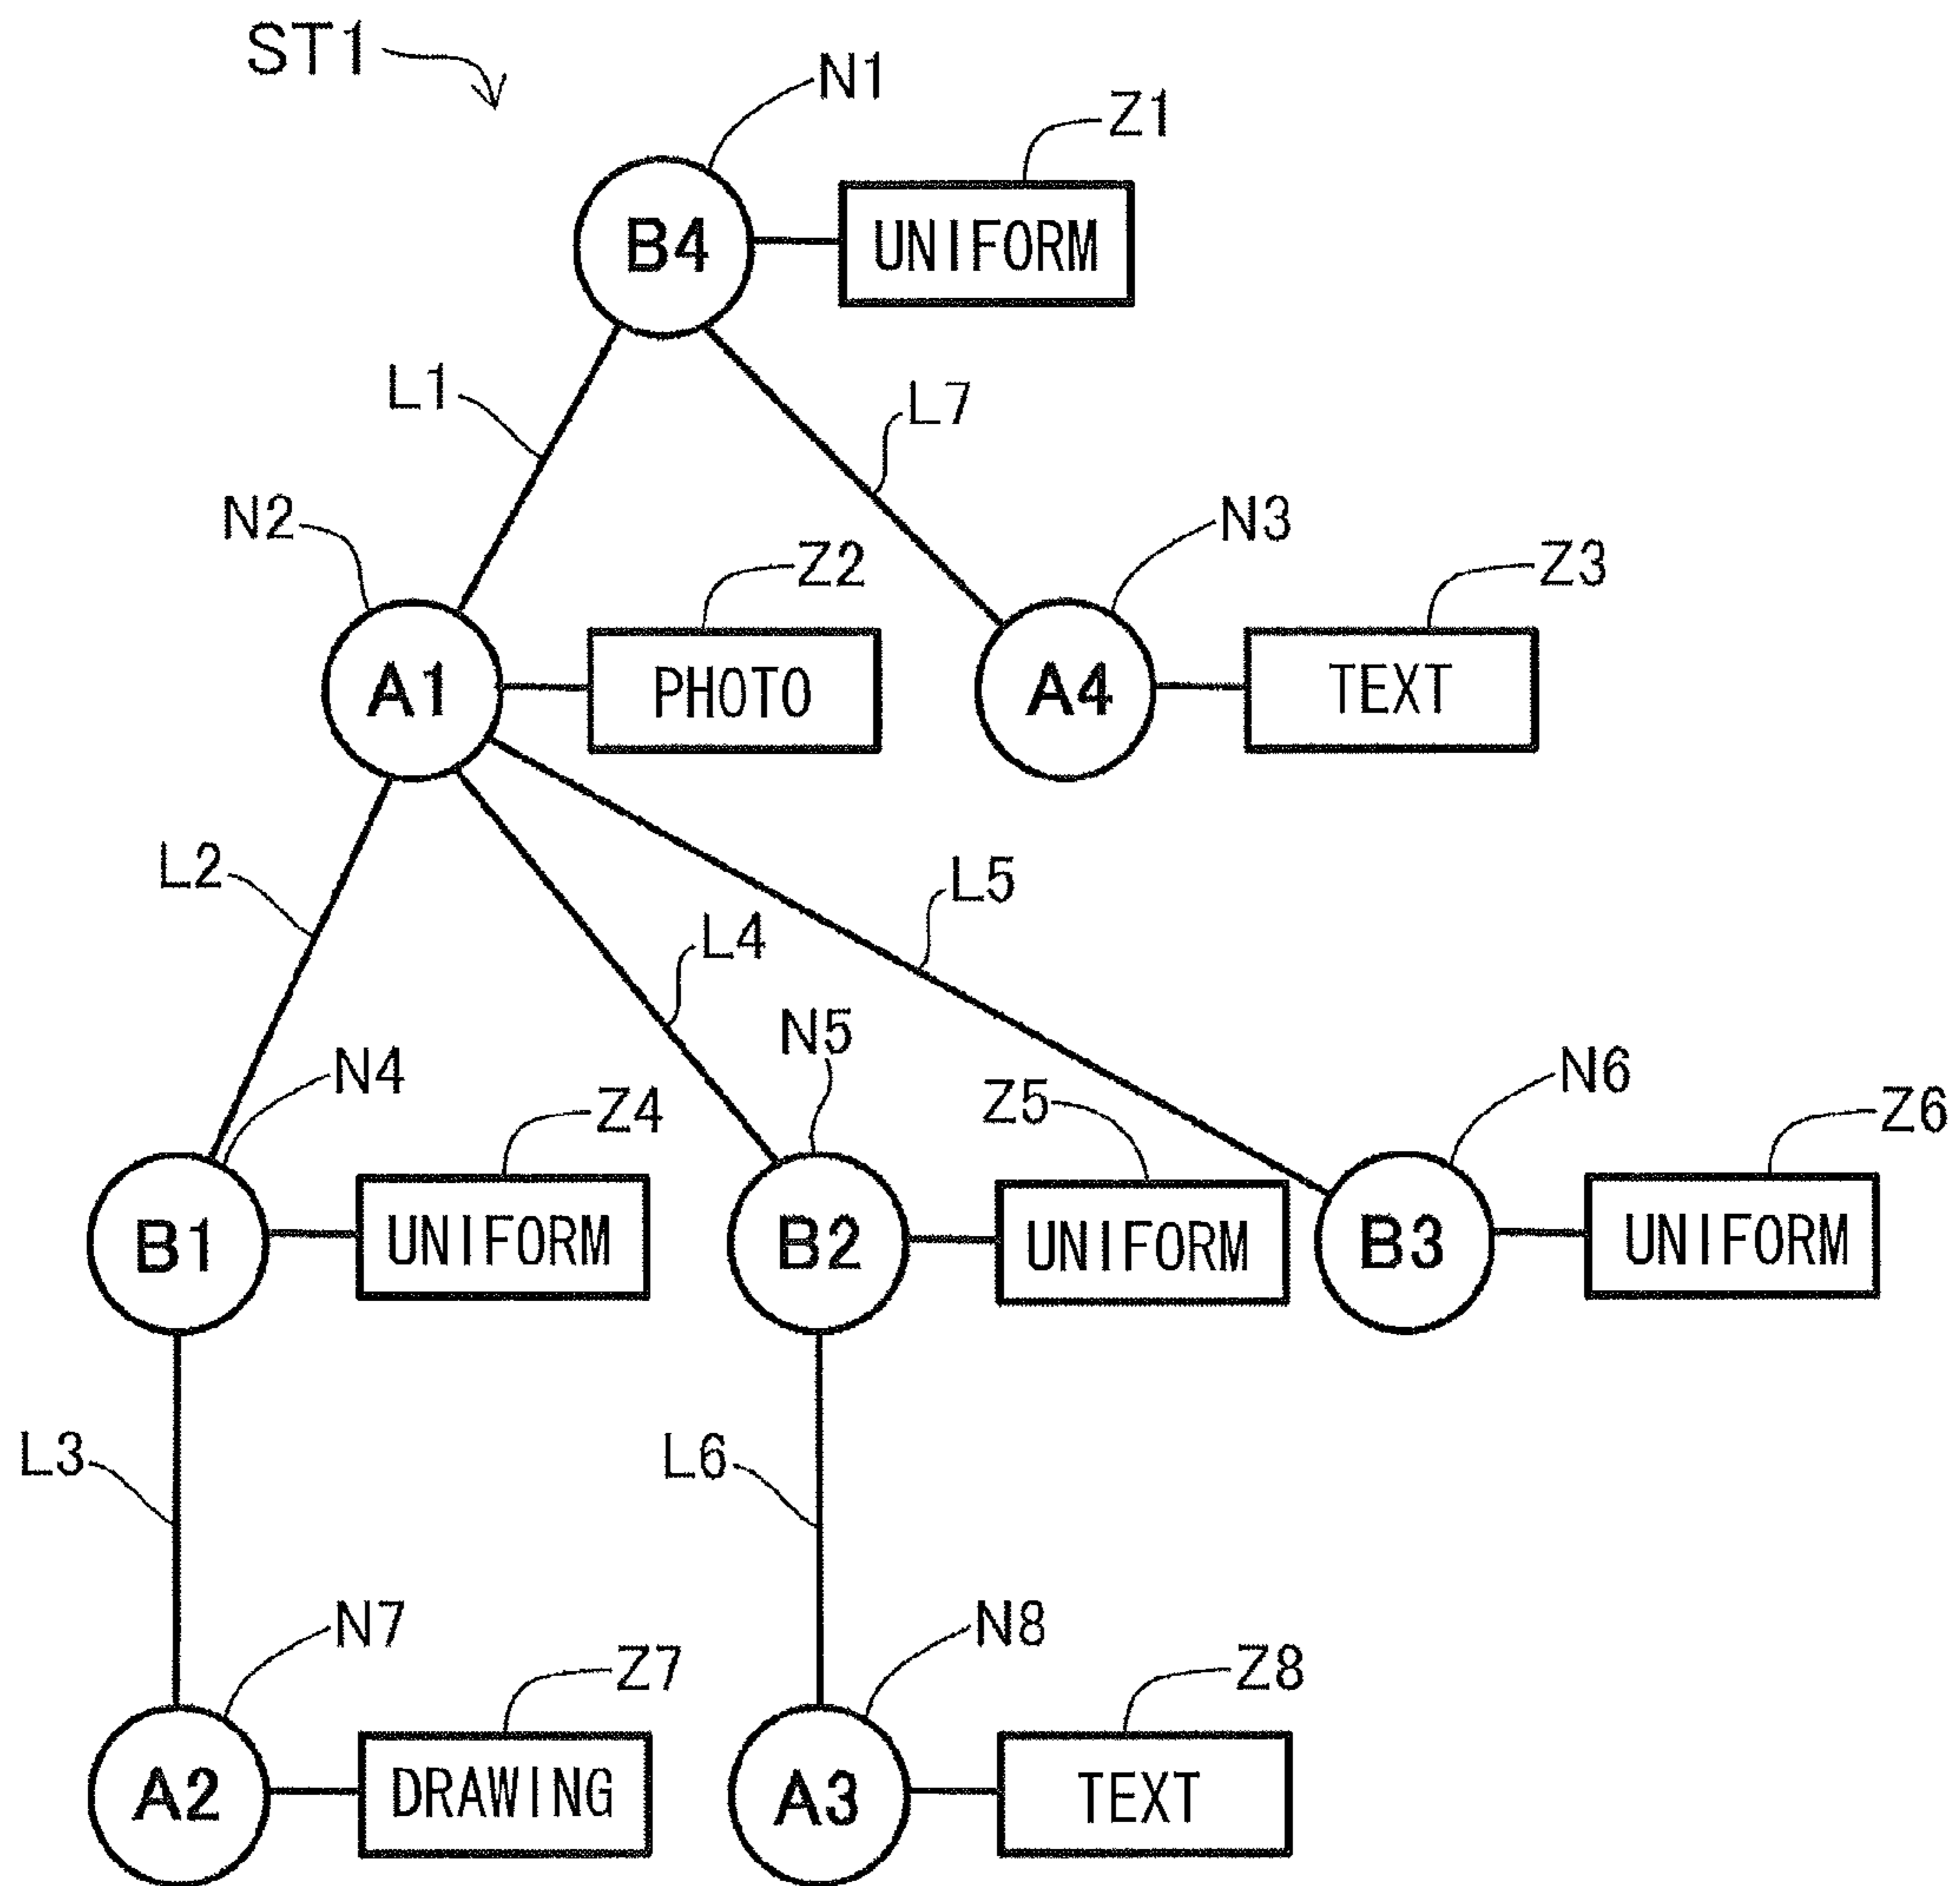 ST1
N1
Z1
B4
UNIFORM
L1
L7
N2
Z2
N3
Z3
A1
PHOTO
A4
TEXT
L2
L4
L5
N4
Z4
N5
Z5
N6
Z6
B1
UNIFORM
B2
UNIFORM
B3
UNIFORM
L3
L6
N7
Z7
N8
Z8
A2
DRAWING
A3
TEXT